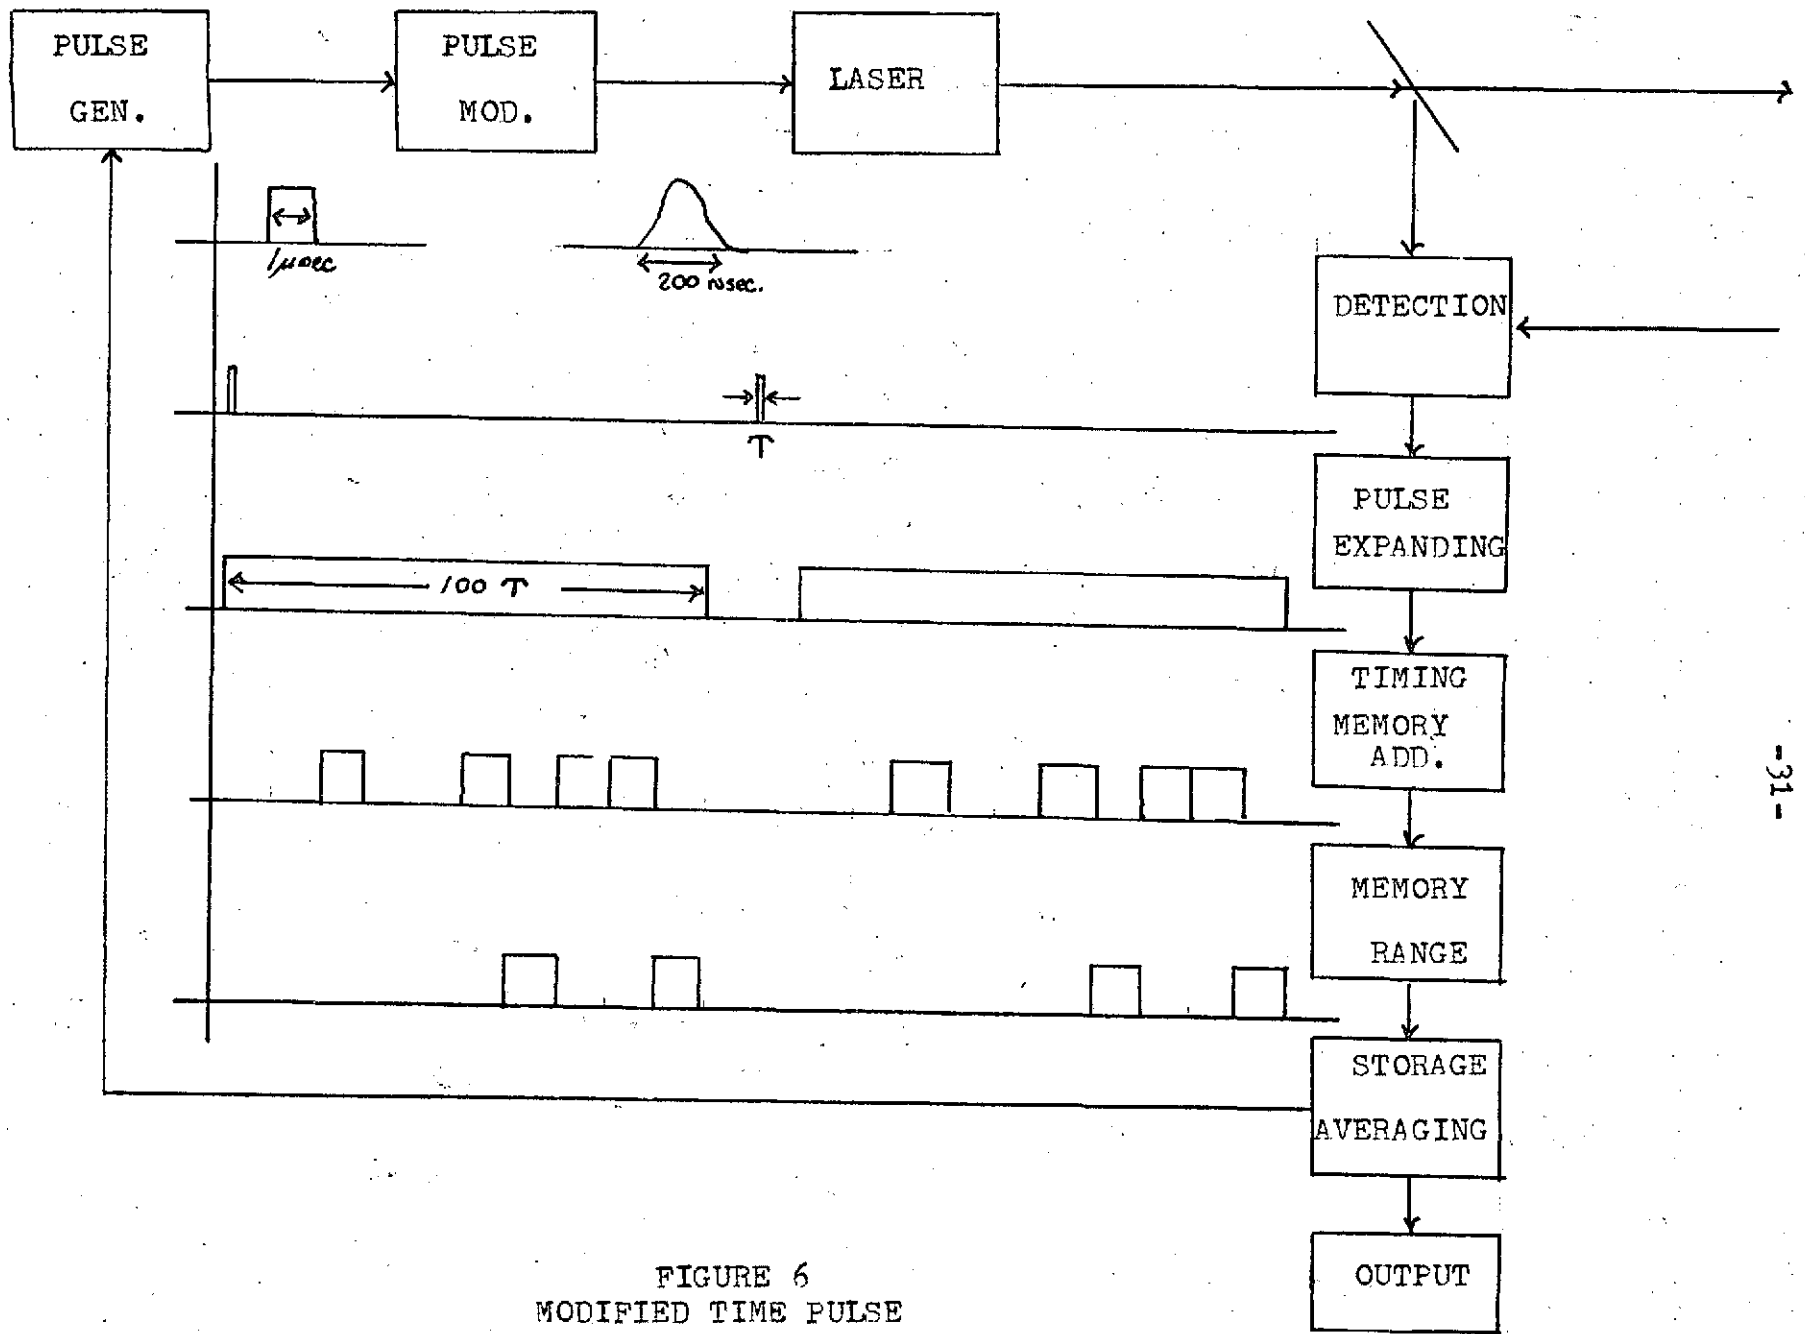 PULSE
GEN.
PULSE
MOD.
LASER
1μsec
200 nsec.
DETECTION
T
PULSE
EXPANDING
100 T
TIMING
MEMORY
ADD.
MEMORY
RANGE
STORAGE
AVERAGING
OUTPUT
-31-
FIGURE 6
MODIFIED TIME PULSE